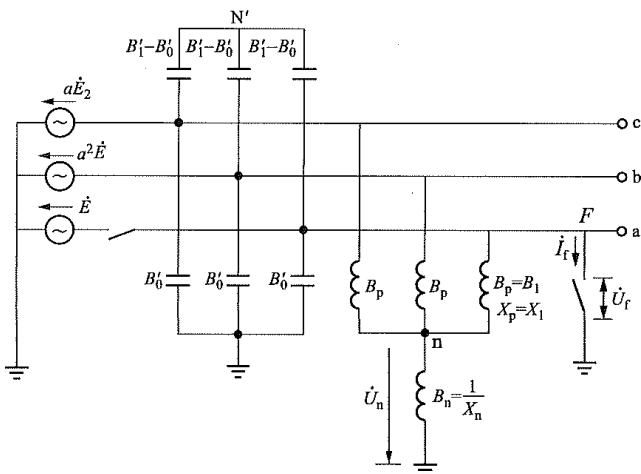 N′
B′₁−B′₀ B′₁−B′₀ B′₁−B′₀
aĖ₂
c
a²Ė
b
Ė
F
a
İf
B′₀ B′₀ B′₀
Bp Bp Bp=B₁
Xp=X₁
U̇f
n
U̇n
Bn=1/Xn